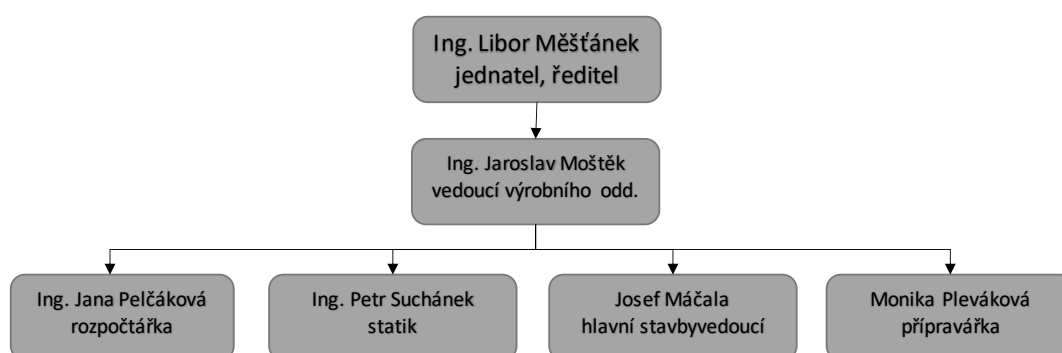 Ing. Libor Měšťánek
jednatel, ředitel
Ing. Jaroslav Moštěk
vedoucí výrobního odd.
Ing. Jana Pelčáková
rozpočtářka
Ing. Petr Suchánek
statik
Josef Máčala
hlavní stavbyvedoucí
Monika Pleváková
přípravářka